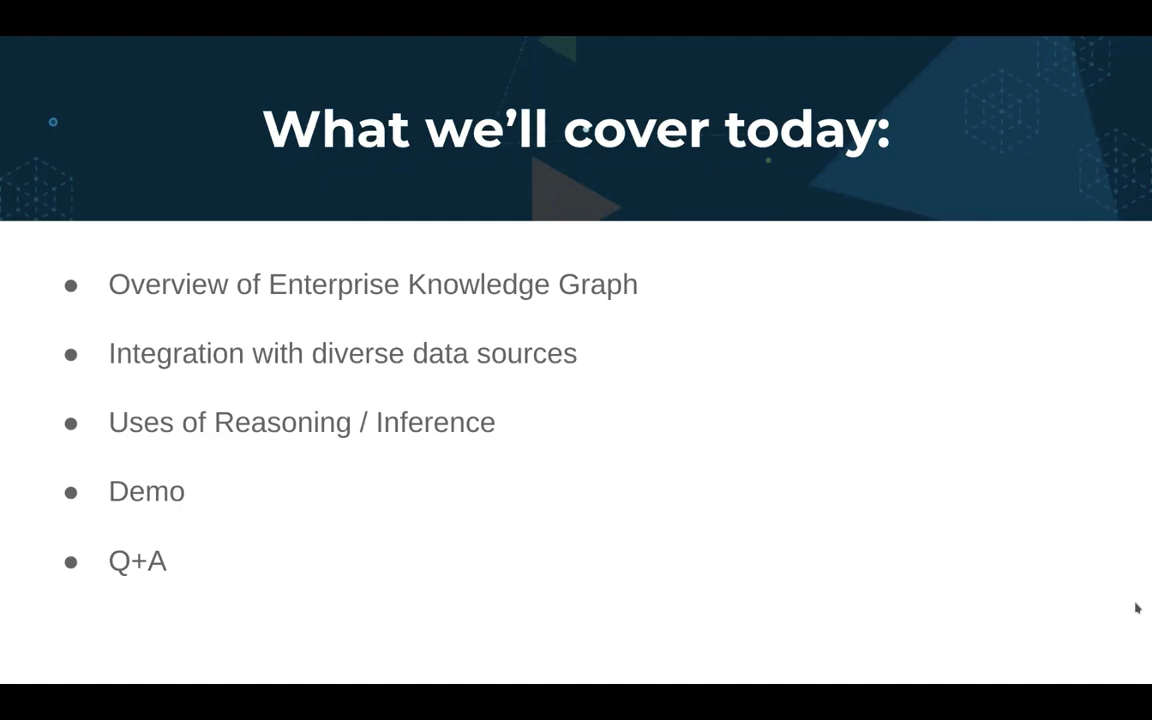 What we’ll cover today:
● Overview of Enterprise Knowledge Graph
● Integration with diverse data sources
● Uses of Reasoning / Inference
● Demo
● Q+A